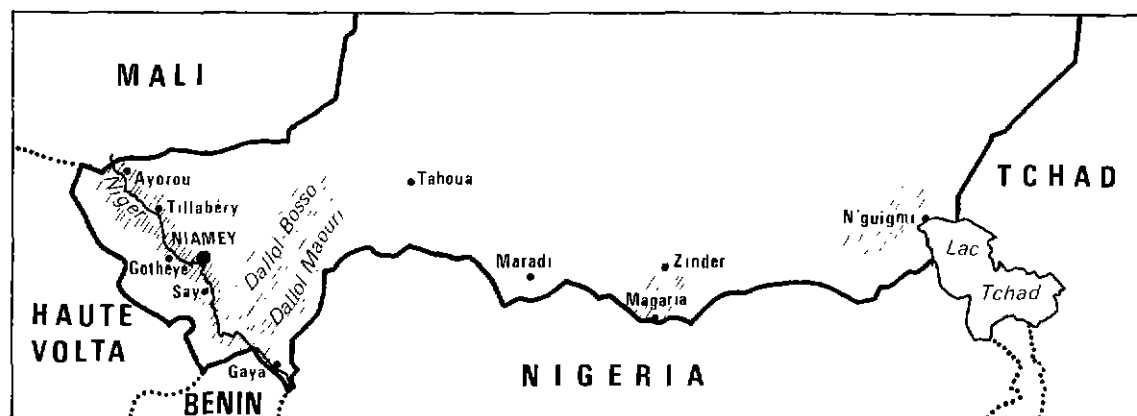 MALI
TCHAD
Ayorou
Niger
Tahoua
Tillabéry
Dallol Bosso
N'guigmi
NIAMEY
Dallol Maouri
Lac
Gotheye
Maradi
Zinder
Say
Tchad
Magaria
HAUTE
VOLTA
NIGERIA
Gaya
BENIN